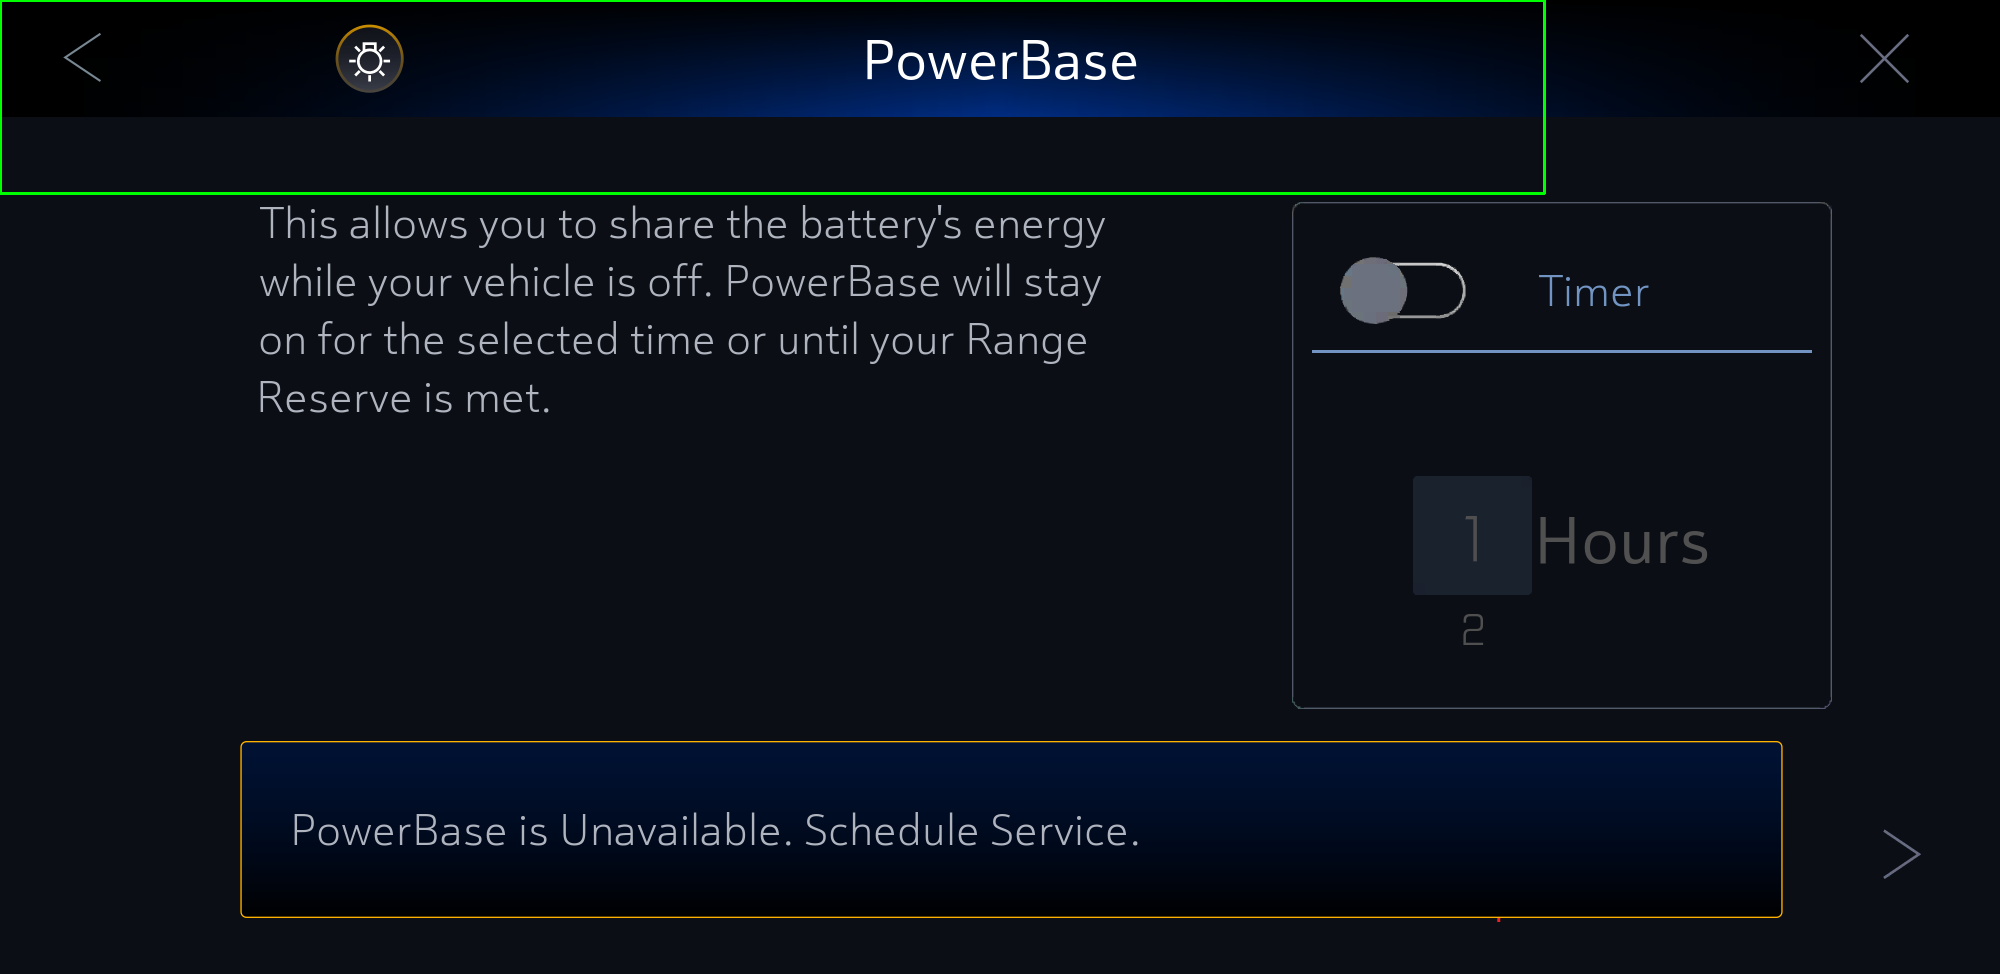 PowerBase
This allows you to share the battery's energy
while your vehicle is off. PowerBase will stay
on for the selected time or until your Range
Reserve is met.
Timer
1 Hours
2
PowerBase is Unavailable. Schedule Service.